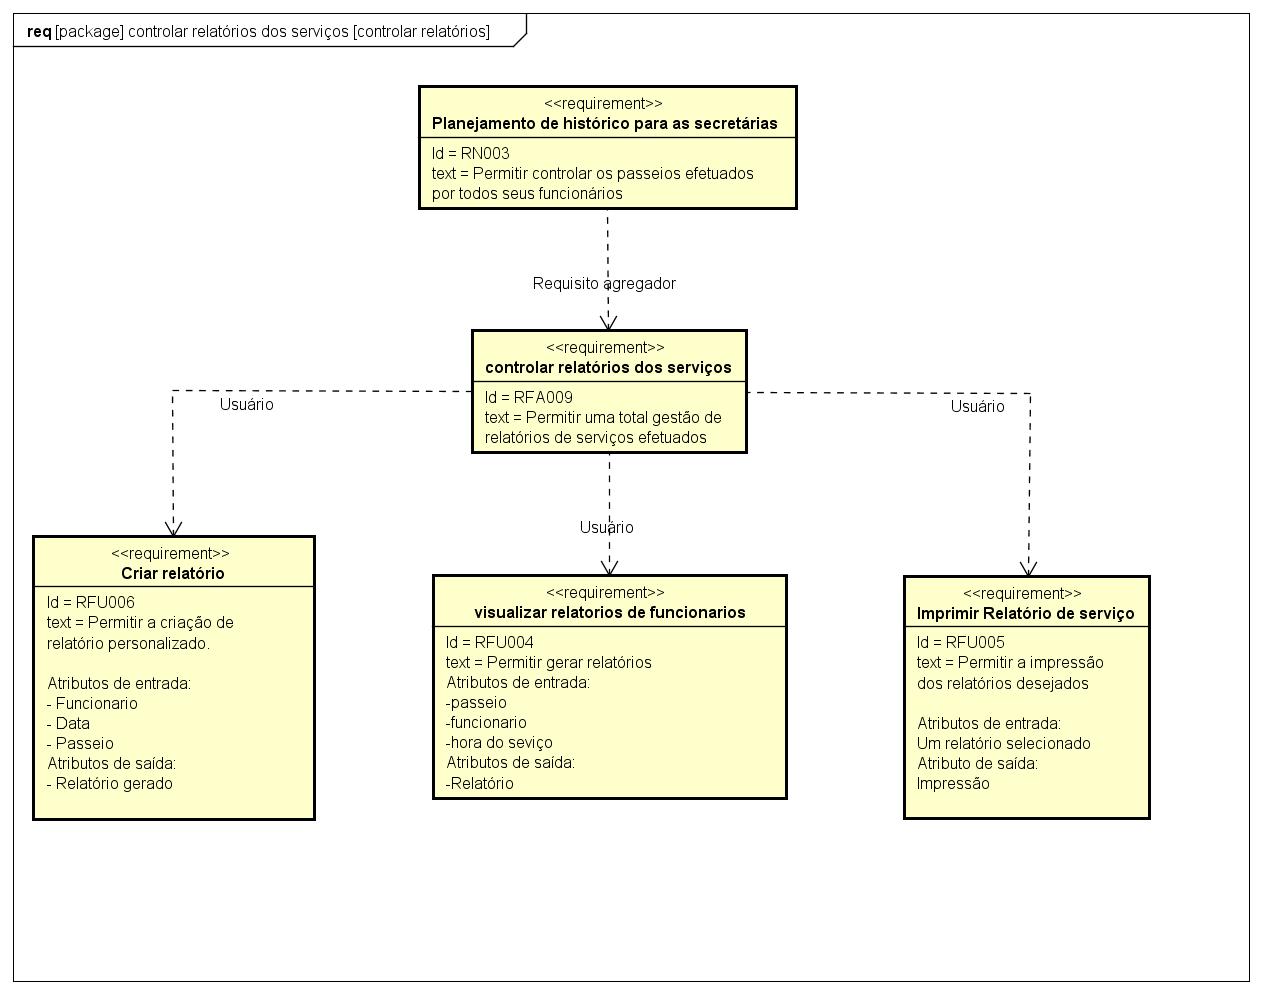 req [package] controlar relatórios dos serviços [controlar relatórios]
<<requirement>>
Planejamento de histórico para as secretárias
Id = RN003
text = Permitir controlar os passeios efetuados
por todos seus funcionários
Requisito agregador
<<requirement>>
controlar relatórios dos serviços
Id = RFA009
text = Permitir uma total gestão de
relatórios de serviços efetuados
Usuário
Usuário
Usuário
<<requirement>>
Criar relatório
Id = RFU006
text = Permitir a criação de
relatório personalizado.
Atributos de entrada:
- Funcionario
- Data
- Passeio
Atributos de saída:
- Relatório gerado
<<requirement>>
visualizar relatorios de funcionarios
Id = RFU004
text = Permitir gerar relatórios
Atributos de entrada:
-passeio
-funcionario
-hora do seviço
Atributos de saída:
-Relatório
<<requirement>>
Imprimir Relatório de serviço
Id = RFU005
text = Permitir a impressão
dos relatórios desejados
Atributos de entrada:
Um relatório selecionado
Atributo de saída:
Impressão